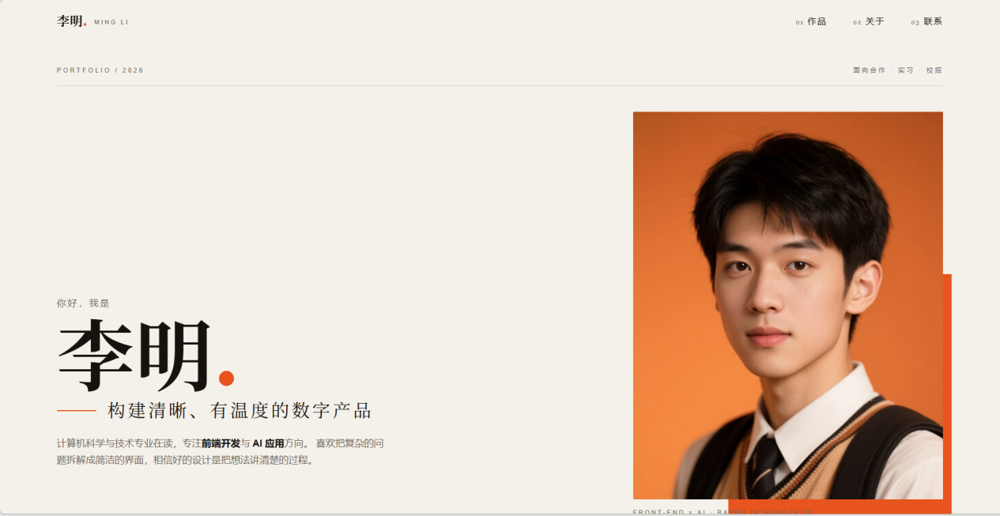 李明. MING LI
01 作品 02 关于 03 联系
PORTFOLIO / 2026
面向合作 · 实习 · 校招
你好，我是
李明.
构建清晰、有温度的数字产品
计算机科学与技术专业在读，专注前端开发与 AI 应用方向。 喜欢把复杂的问
题拆解成简洁的界面，相信好的设计是把想法讲清楚的过程。
FRONT-END × AI · BASED IN HANGZHOU